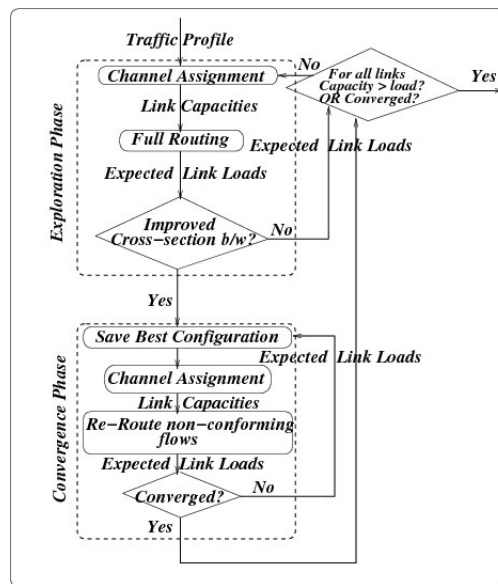 Traffic Profile
Exploration Phase
Channel Assignment
No
For all links
Capacity > load?
OR Converged?
Yes
Link Capacities
Full Routing
Expected Link Loads
Expected Link Loads
Improved
Cross-section b/w?
No
Yes
Convergence Phase
Save Best Configuration
Expected Link Loads
Channel Assignment
Link Capacities
Re-Route non-conforming
flows
Expected Link Loads
Converged?
No
Yes